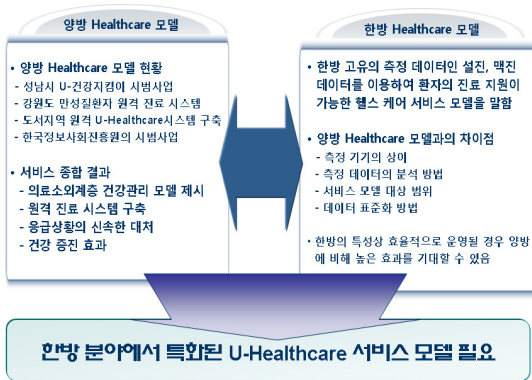 양방 Healthcare 모델
• 양방 Healthcare 모델 현황
- 성남시 U-건강지킴이 시범사업
- 강원도 만성질환자 원격 진료 시스템
- 도서지역 원격 U-Healthcare시스템 구축
- 한국정보사회진흥원의 시범사업
• 서비스 종합 결과
- 의료소외계층 건강관리 모델 제시
- 원격 진료 시스템 구축
- 응급상황의 신속한 대처
- 건강 증진 효과
한방 Healthcare 모델
• 한방 고유의 측정 데이터인 설진, 맥진
데이터를 이용하여 환자의 진료 지원이
가능한 헬스 케어 서비스 모델을 말함
• 양방 Healthcare 모델과의 차이점
- 측정 기기의 상이
- 측정 데이터의 분석 방법
- 서비스 모델 대상 범위
- 데이터 표준화 방법
• 한방의 특성상 효율적으로 운영될 경우 양방
에 비해 높은 효과를 기대할 수 있음
한방 분야에서 특화된 U-Healthcare 서비스 모델 필요